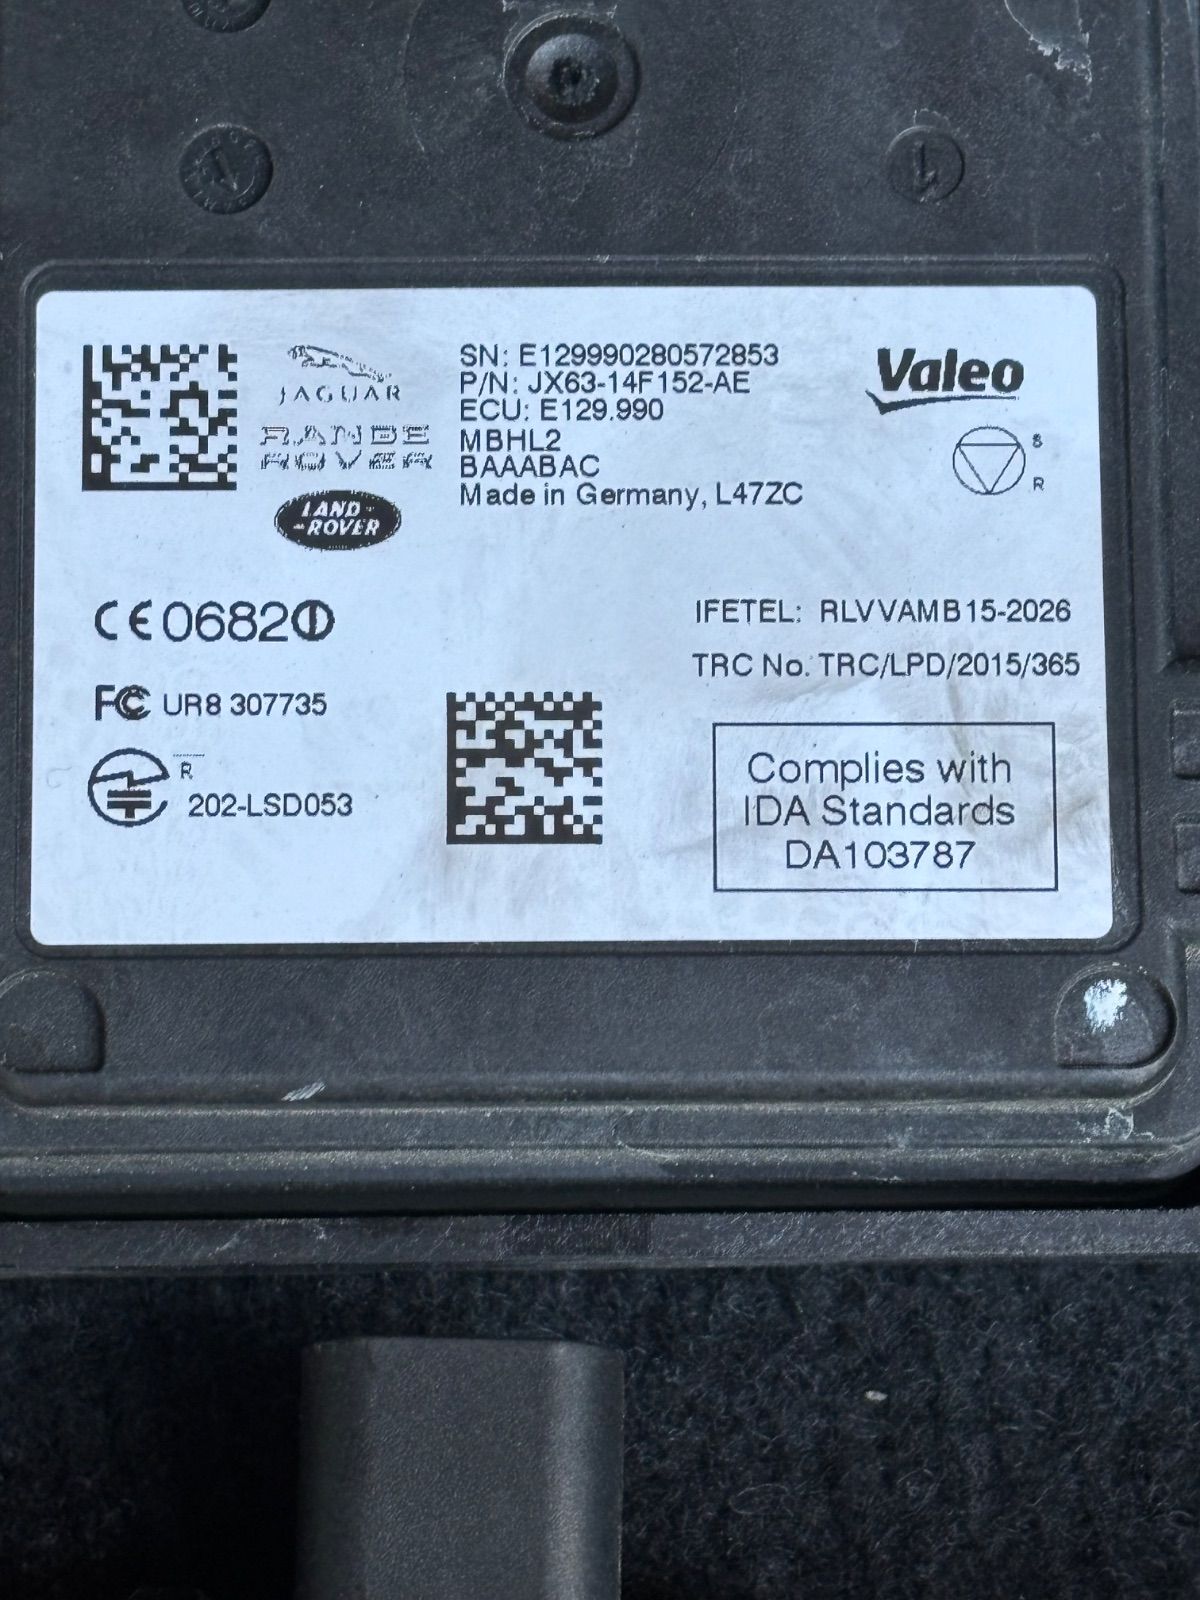 JAGUAR
RANGE
ROVER
LAND
ROVER
SN: E129990280572853
P/N: JX63-14F152-AE
ECU: E129.990
MBHL2
BAAABAC
Made in Germany, L47ZC
Valeo
S
R
CE0682
IFETEL: RLVVAMB15-2026
TRC No. TRC/LPD/2015/365
FC UR8 307735
R
202-LSD053
Complies with
IDA Standards
DA103787